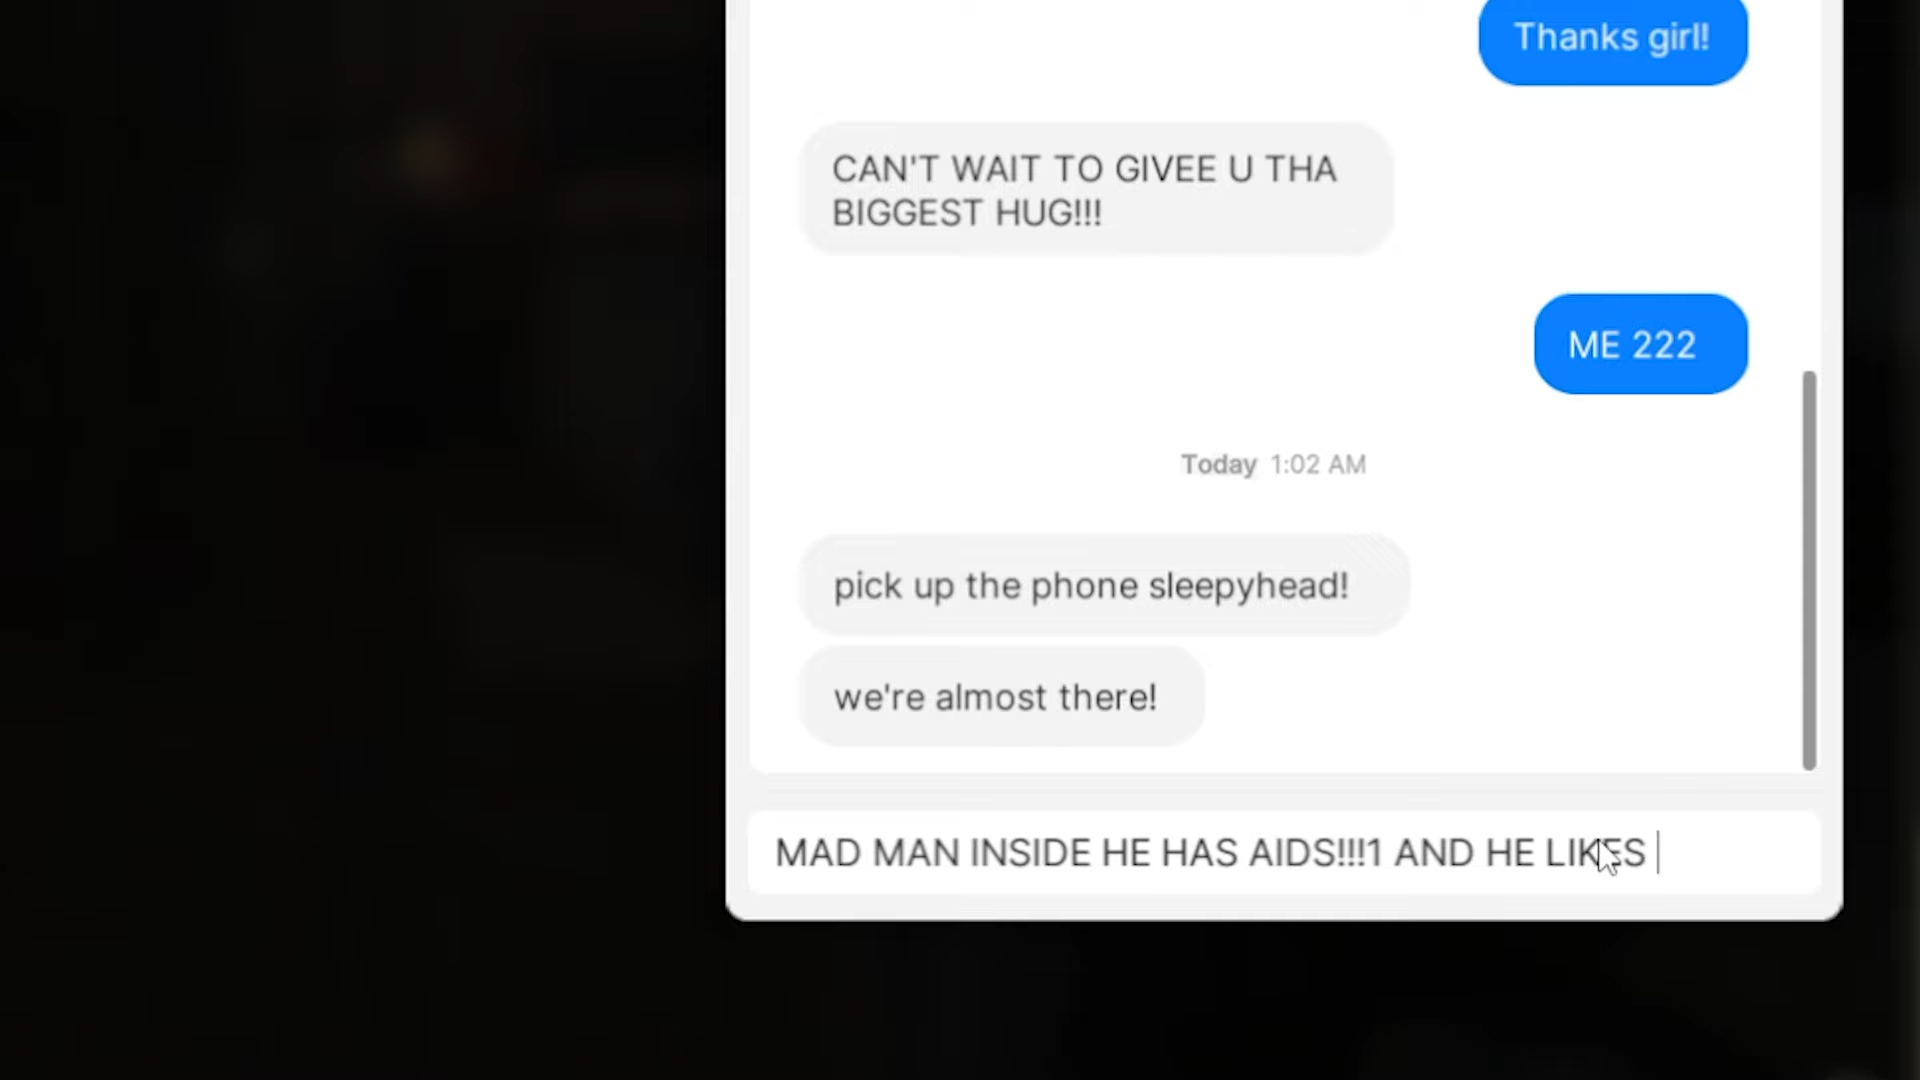 Thanks girl!
CAN'T WAIT TO GIVEE U THA
BIGGEST HUG!!!
ME 222
Today 1:02 AM
pick up the phone sleepyhead!
we're almost there!
MAD MAN INSIDE HE HAS AIDS!!!1 AND HE LIKES